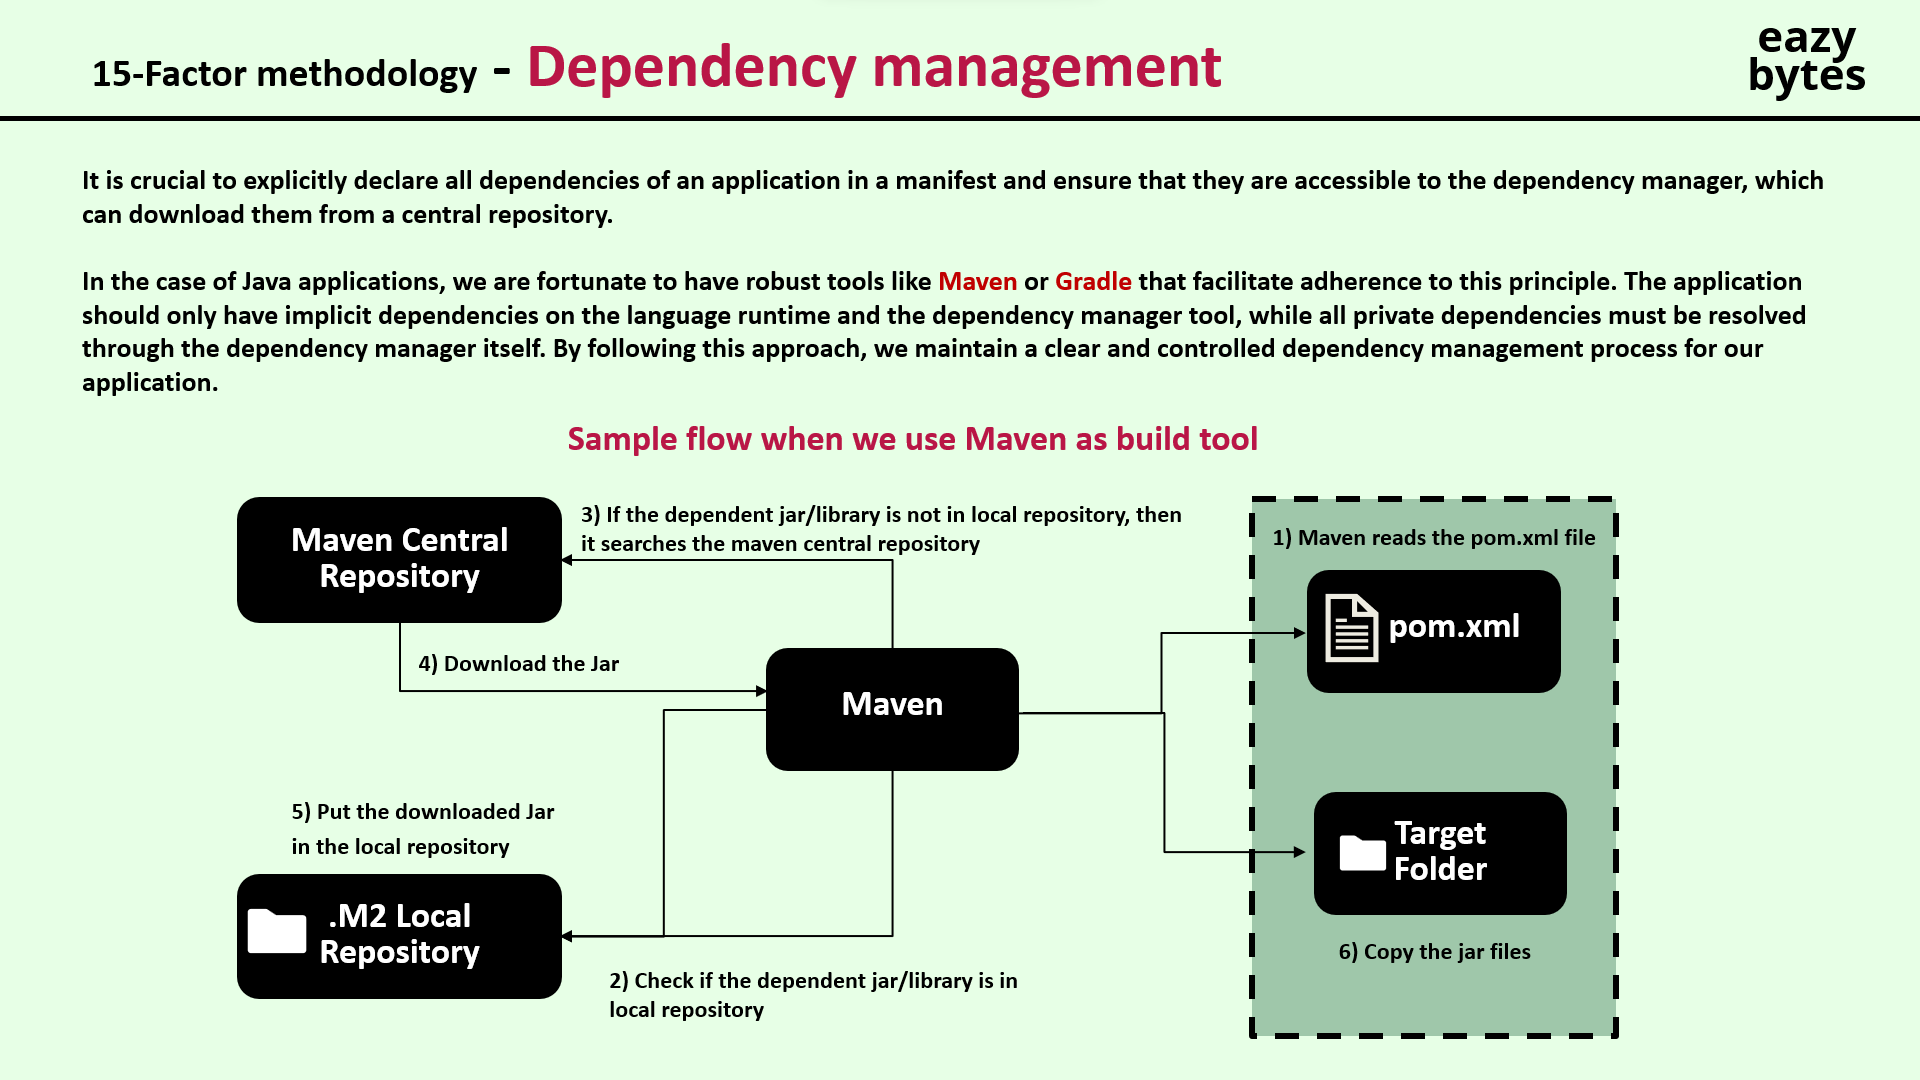 15-Factor methodology - Dependency management
eazy
bytes
It is crucial to explicitly declare all dependencies of an application in a manifest and ensure that they are accessible to the dependency manager, which
can download them from a central repository.
In the case of Java applications, we are fortunate to have robust tools like Maven or Gradle that facilitate adherence to this principle. The application
should only have implicit dependencies on the language runtime and the dependency manager tool, while all private dependencies must be resolved
through the dependency manager itself. By following this approach, we maintain a clear and controlled dependency management process for our
application.
Sample flow when we use Maven as build tool
Maven Central
Repository
3) If the dependent jar/library is not in local repository, then
it searches the maven central repository
1) Maven reads the pom.xml file
pom.xml
4) Download the Jar
Maven
5) Put the downloaded Jar
in the local repository
Target
Folder
.M2 Local
Repository
6) Copy the jar files
2) Check if the dependent jar/library is in
local repository